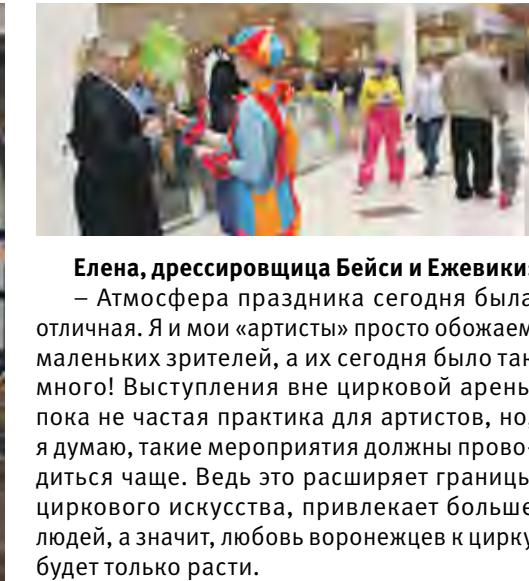 Елена, дрессировщица Бейси и Ежевики:
– Атмосфера праздника сегодня была
отличная. Я и мои «артисты» просто обожаем
маленьких зрителей, а их сегодня было так
много! Выступления вне цирковой арены
пока не частая практика для артистов, но,
я думаю, такие мероприятия должны прово-
диться чаще. Ведь это расширяет границы
циркового искусства, привлекает больше
людей, а значит, любовь воронежцев к цирку
будет только расти.